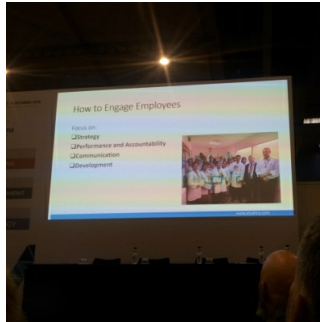 How to Engage Employees
Focus on:
❑Strategy
❑Performance and Accountability
❑Communication
❑Development